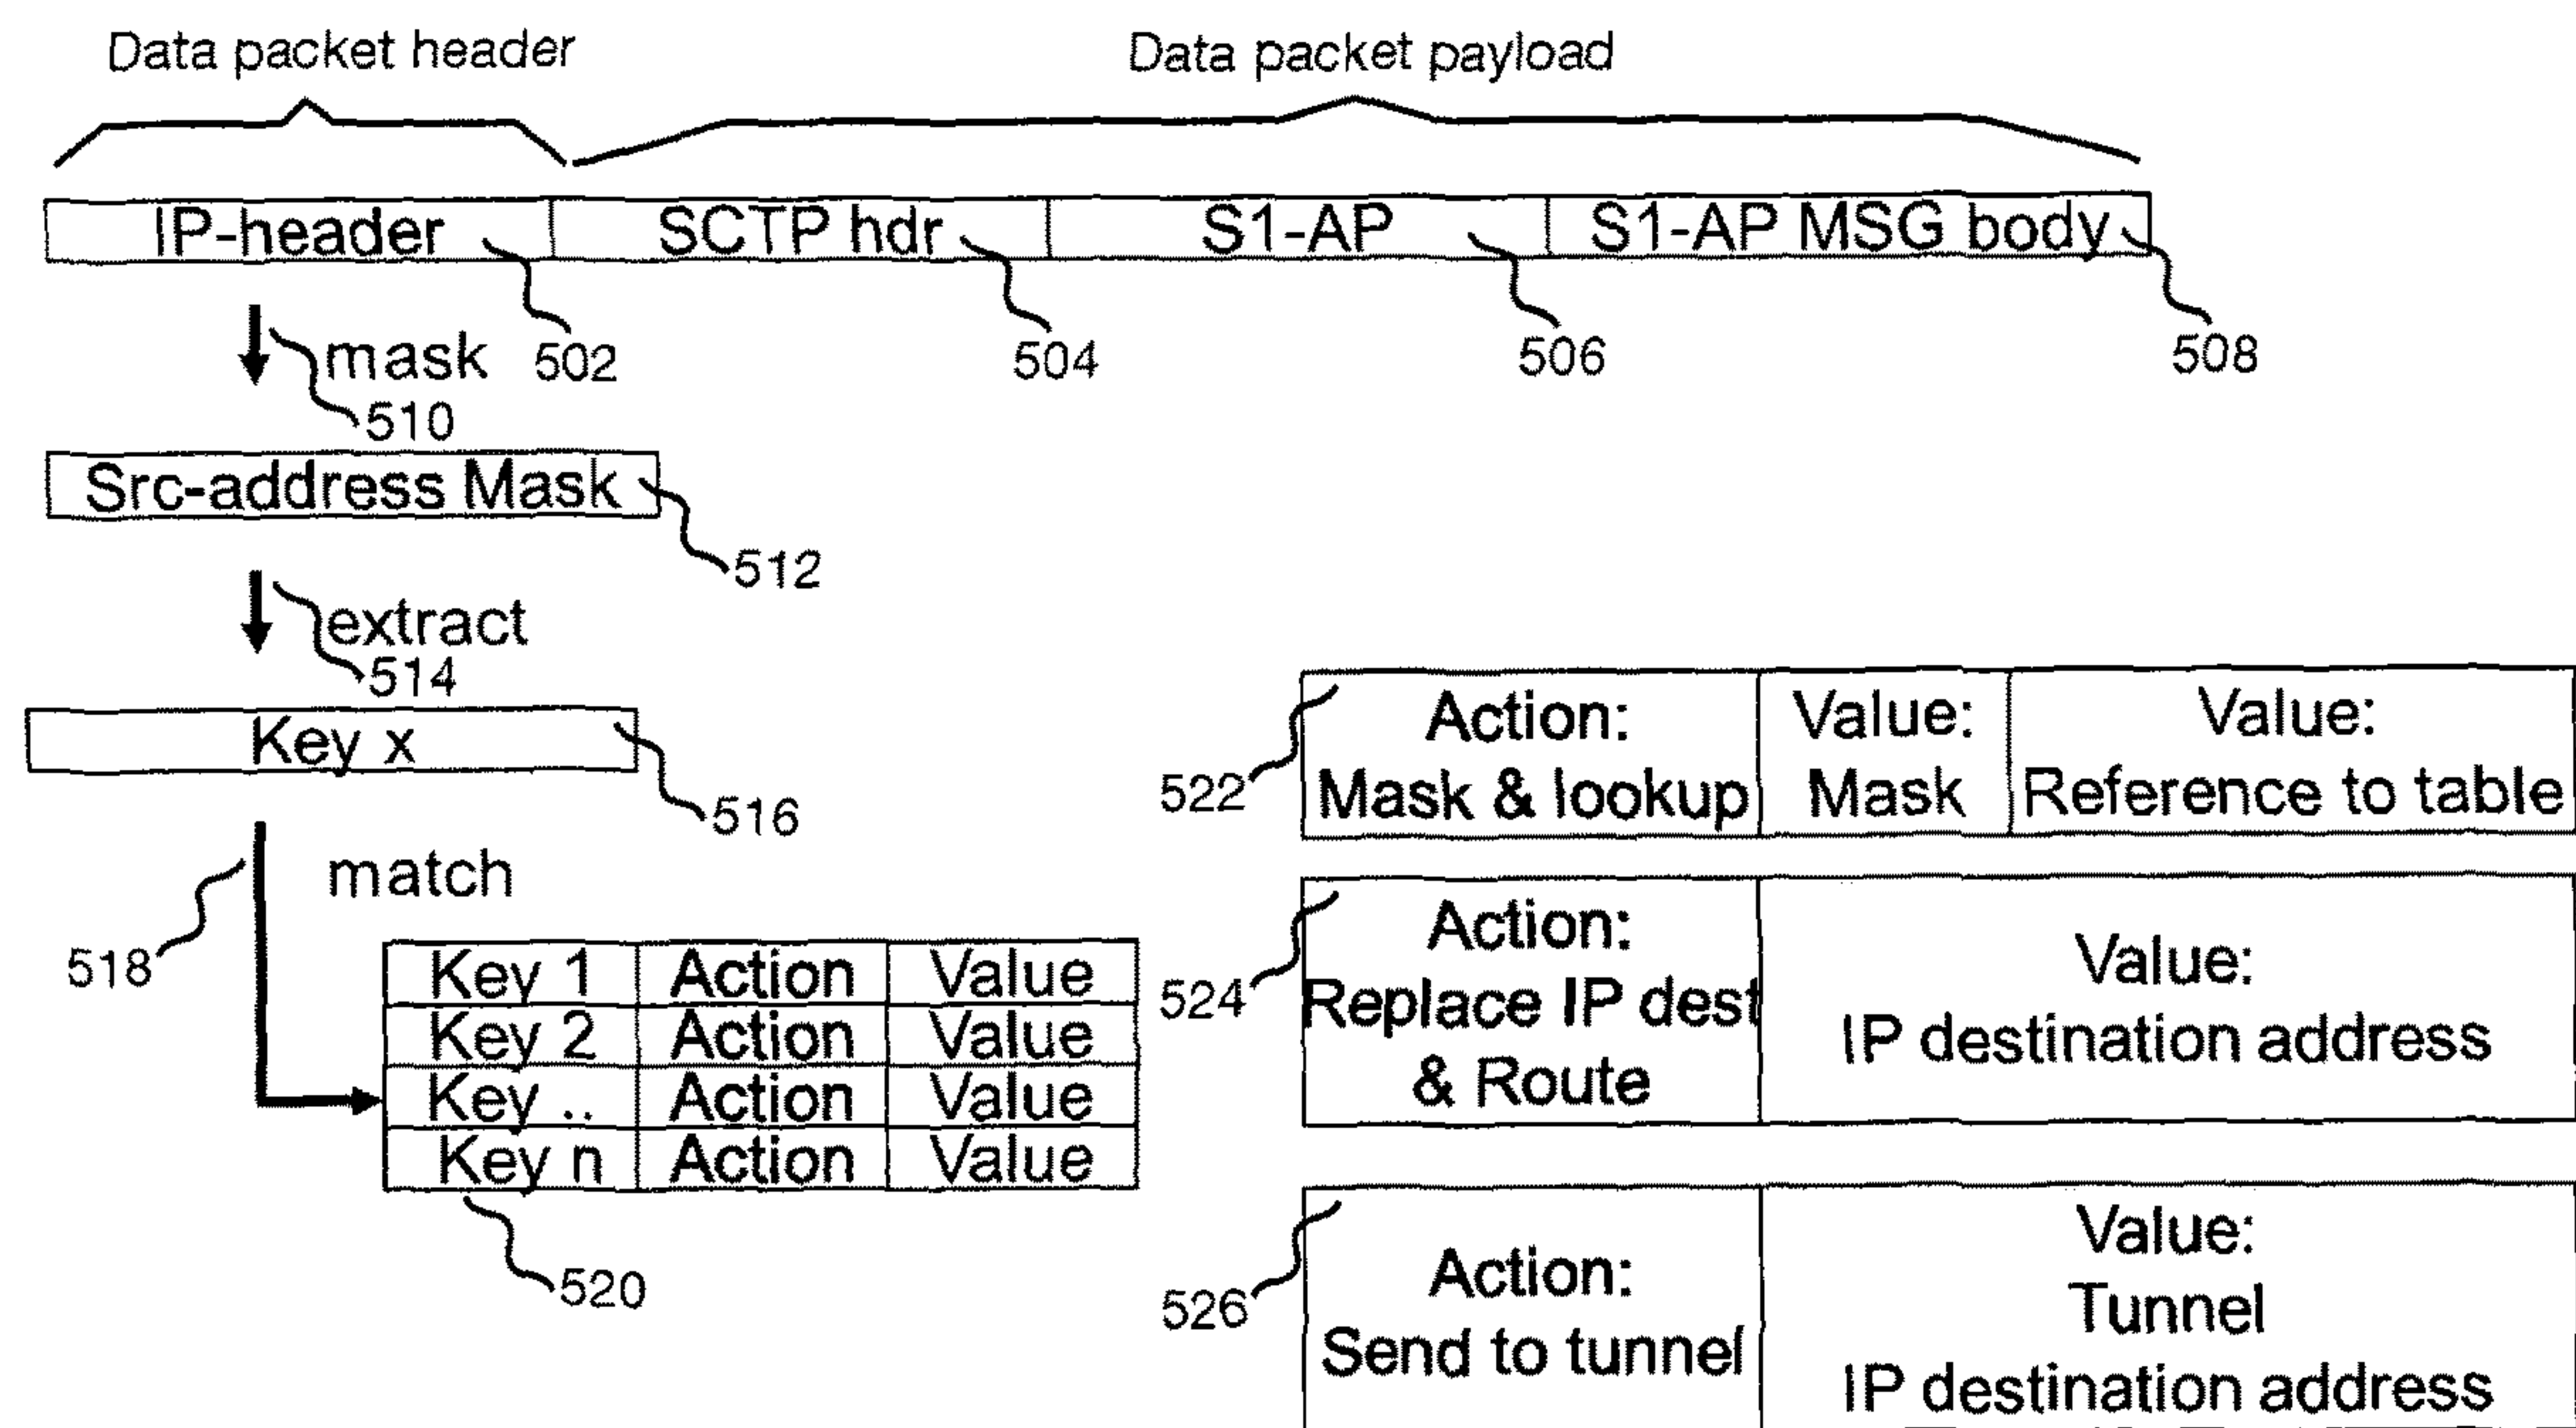 Data packet header Data packet payload
IP-header SCTP hdr S1-AP S1-AP MSG body
mask 502 504 506 508
510
Src-address Mask
512
extract
514
Key x
516
match
518
Key 1 Action Value
Key 2 Action Value
Key .. Action Value
Key n Action Value
520
522
Action:
Mask & lookup
Value:
Mask
Value:
Reference to table
524
Action:
Replace IP dest
& Route
Value:
IP destination address
526
Action:
Send to tunnel
Value:
Tunnel
IP destination address